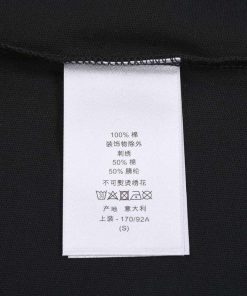 100% 棉
装饰物除外
刺绣
50% 棉
50% 腈纶
不可熨烫绣花
产地 意大利
上装 - 170/92A
(S)